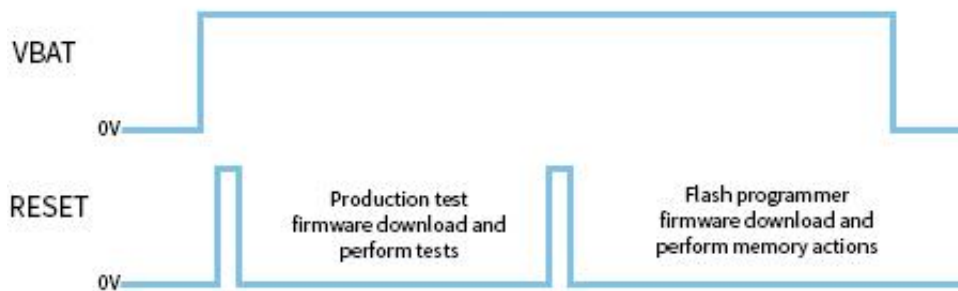 VBAT
0V
RESET
Production test
firmware download and
perform tests
Flash programmer
firmware download and
perform memory actions
0V